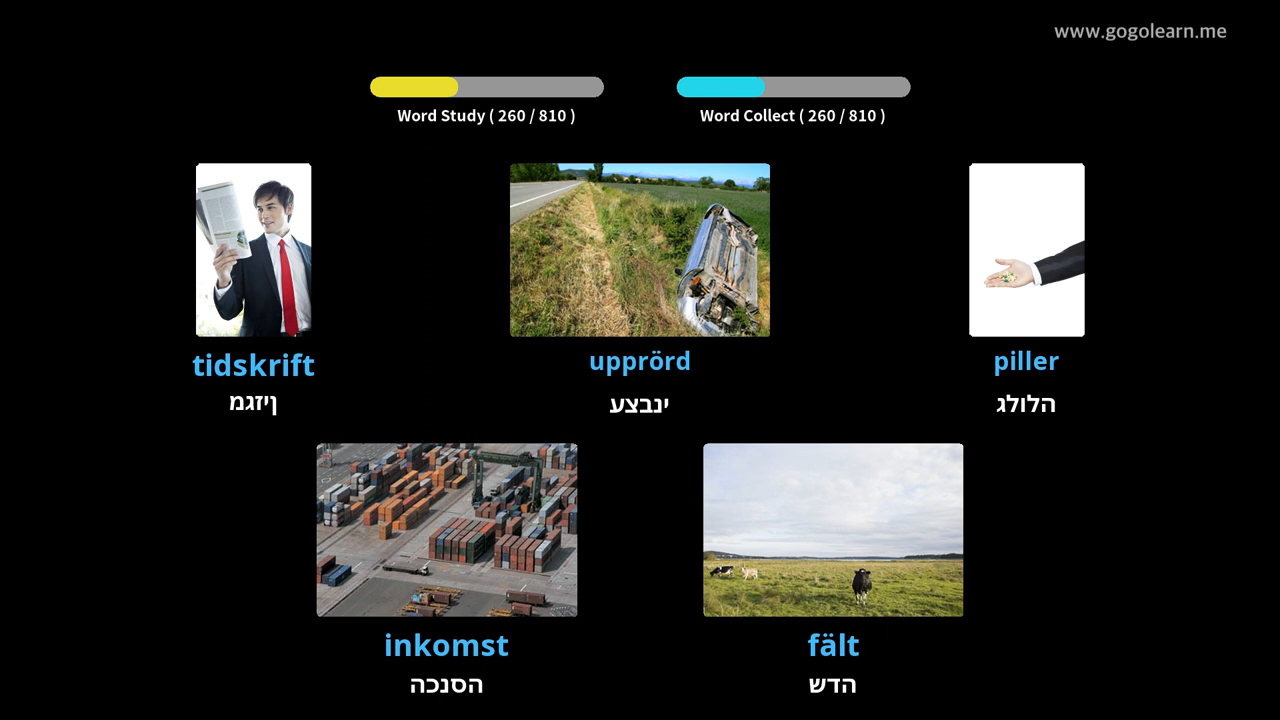 www.gogolearn.me
Word Study ( 260 / 810 )
Word Collect ( 260 / 810 )
tidskrift
ןיזגמ
upprörd
ינבצע
piller
הלולג
inkomst
הסנכה
fält
הדש